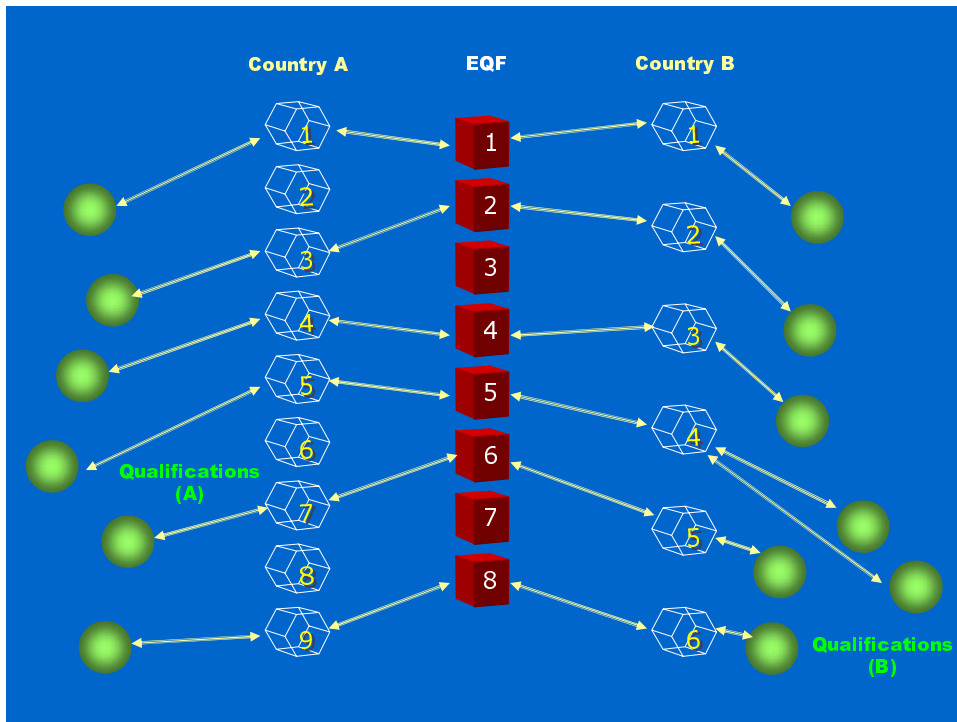 Country A EQF Country B
1 1 1
2 2 2
3 3
4 4 3
5 5 4
6 6
Qualifications
(A)
7 7 5
8 8
9 6
Qualifications
(B)